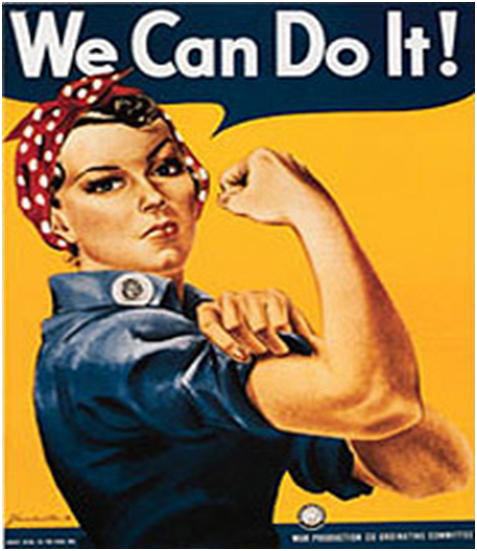 We Can Do It!
WAR PRODUCTION CO-ORDINATING COMMITTEE